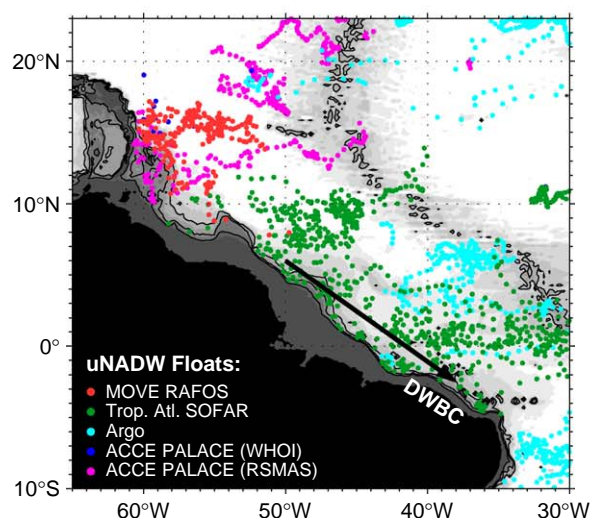 20°N
10°N
0°
10°S
uNADW Floats:
MOVE RAFOS
Trop. Atl. SOFAR
Argo
ACCE PALACE (WHOI)
ACCE PALACE (RSMAS)
DWBC
60°W
50°W
40°W
30°W